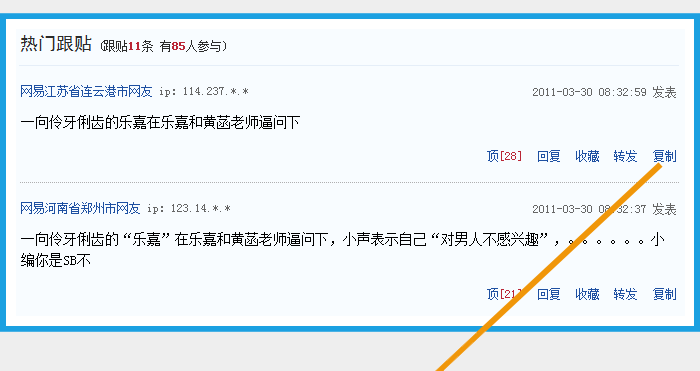 热门跟贴 (跟贴11条 有85人参与)
网易江苏省连云港市网友 ip: 114.237.*.* 2011-03-30 08:32:59 发表
一向伶牙俐齿的乐嘉在乐嘉和黄菡老师逼问下
顶[28] 回复 收藏 转发 复制
网易河南省郑州市网友 ip: 123.14.*.* 2011-03-30 08:32:37 发表
一向伶牙俐齿的“乐嘉”在乐嘉和黄菡老师逼问下，小声表示自己“对男人不感兴趣”，。。。。。。小
编你是SB不
顶[21] 回复 收藏 转发 复制